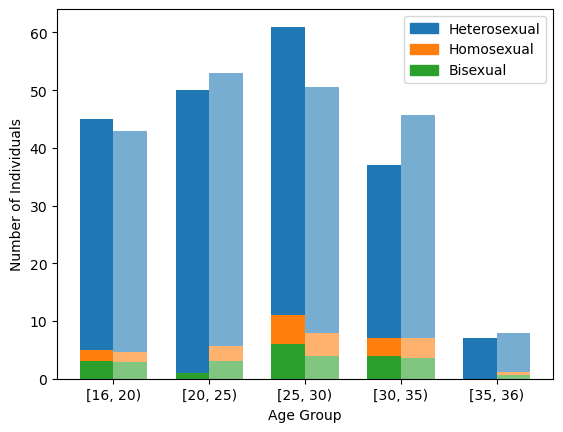 Heterosexual
Homosexual
Bisexual
Number of Individuals
60
50
40
30
20
10
0
[16, 20)
[20, 25)
[25, 30)
[30, 35)
[35, 36)
Age Group